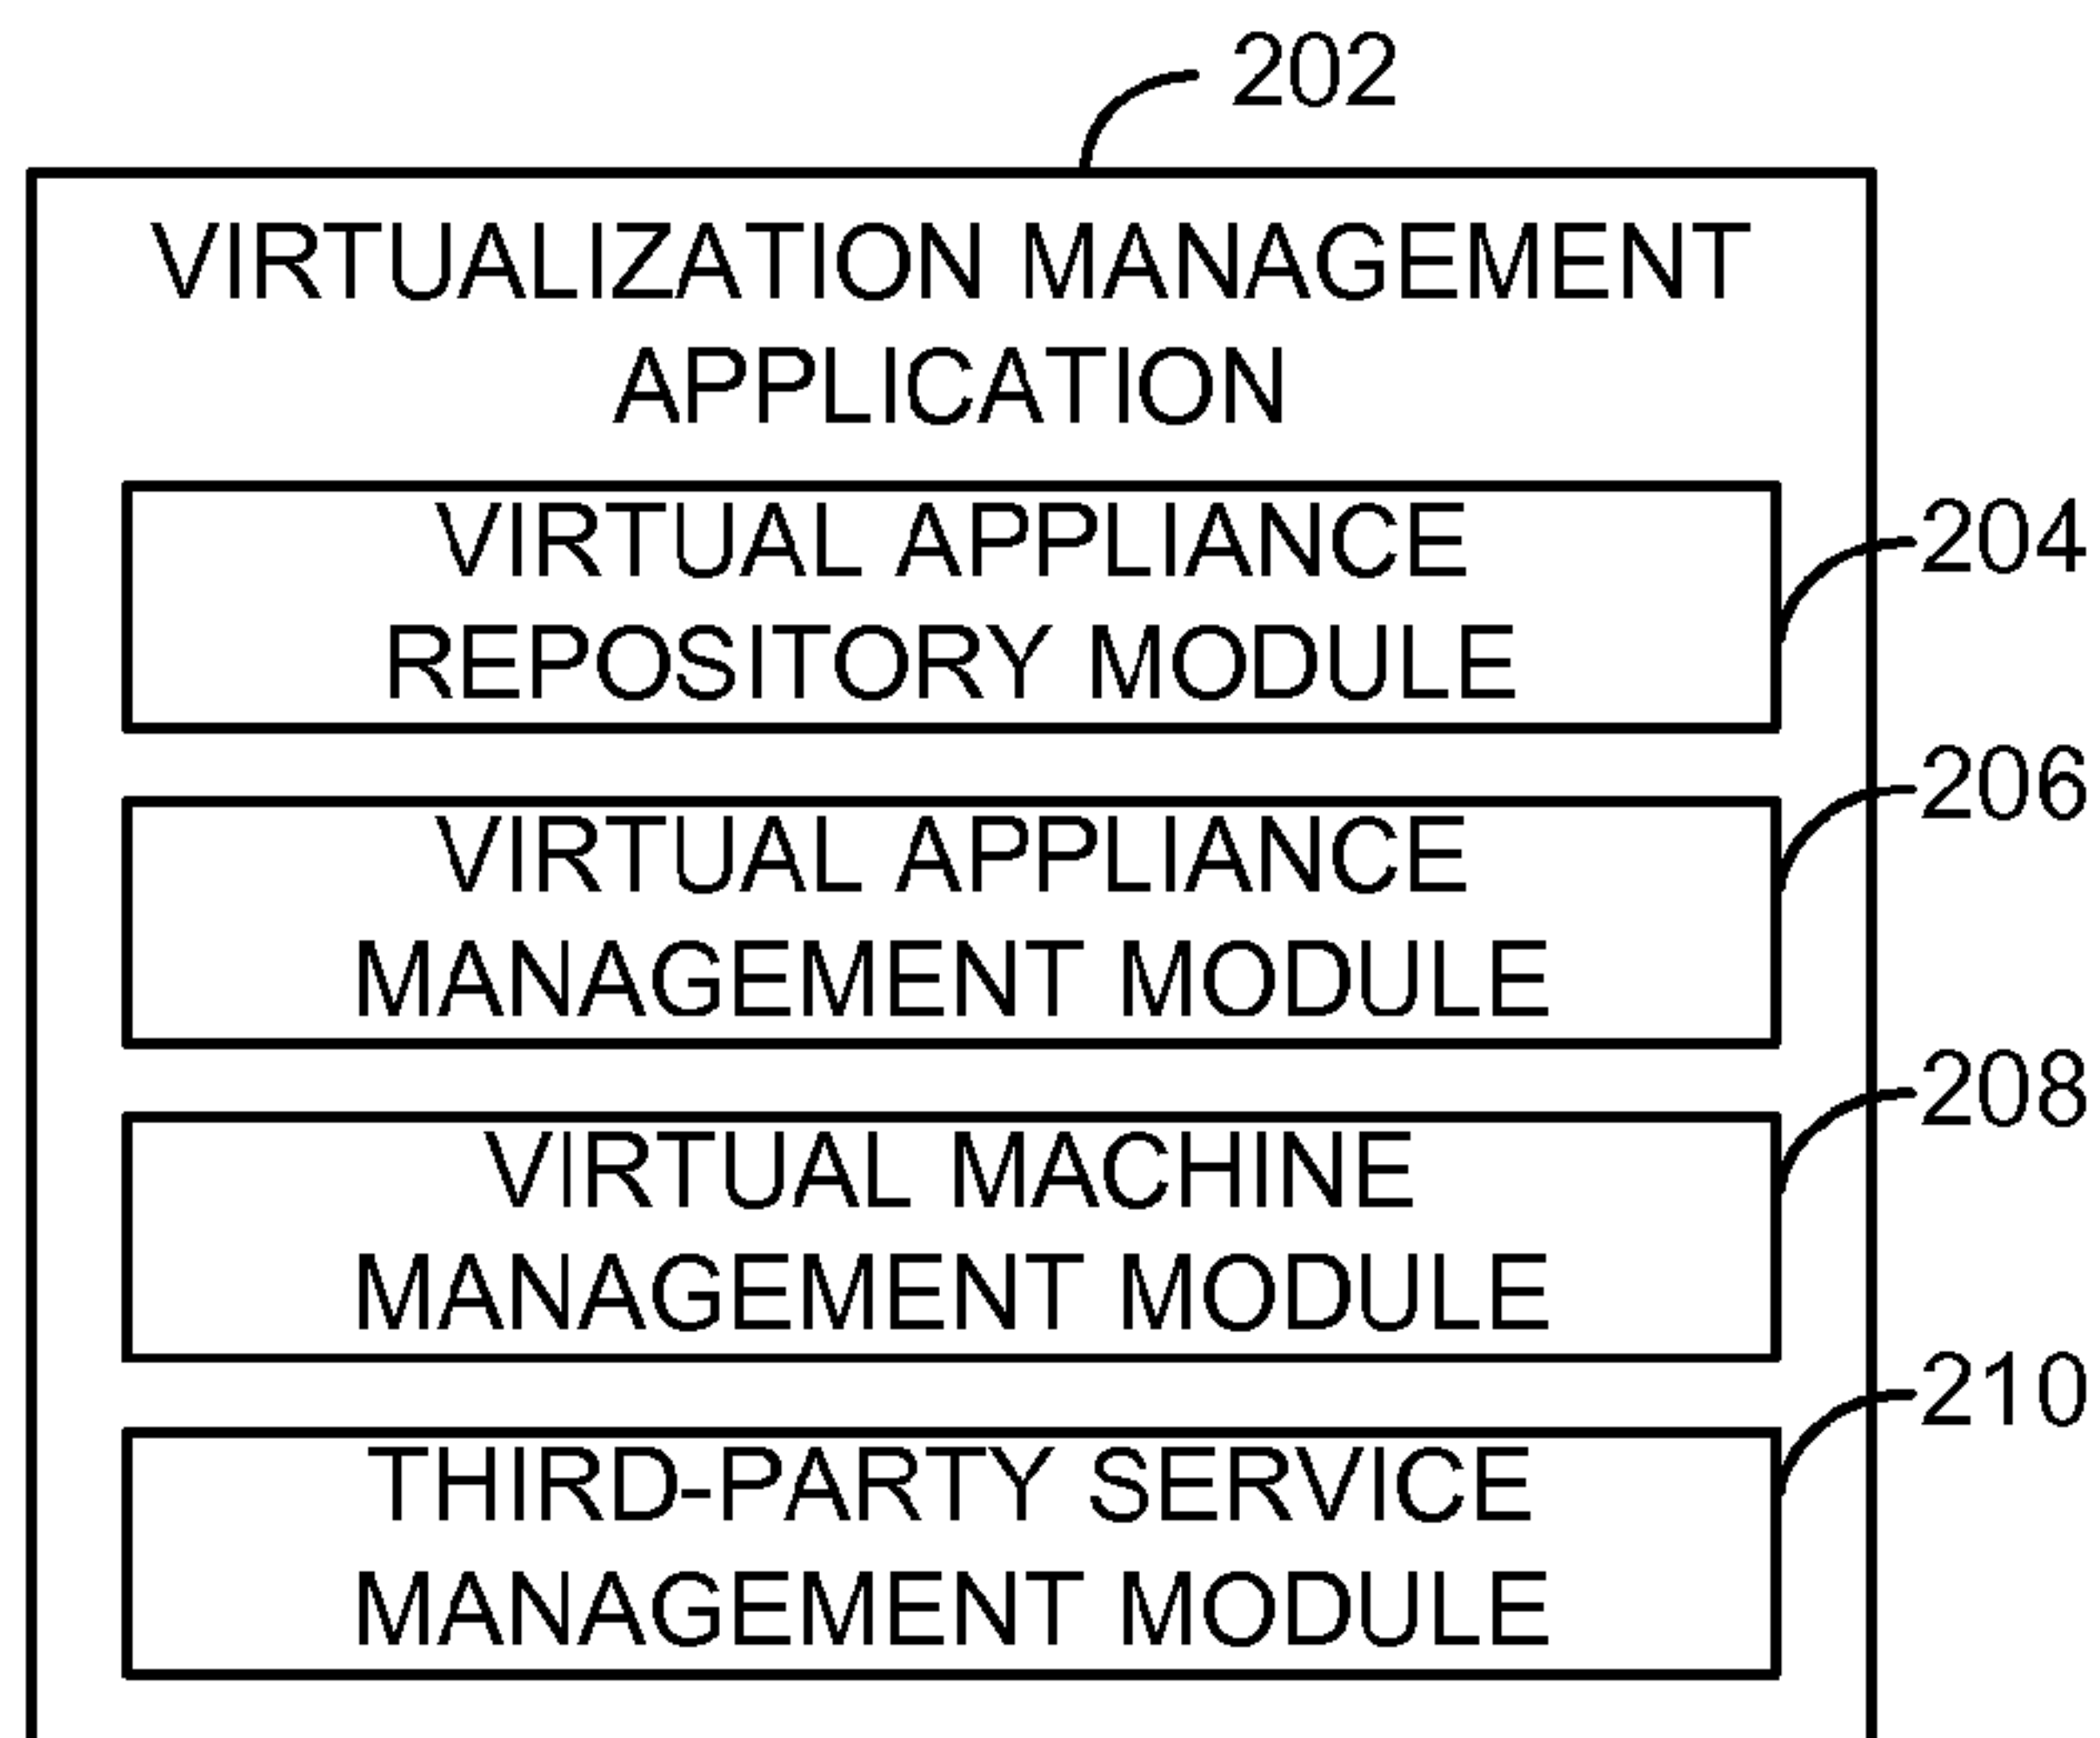 202
VIRTUALIZATION MANAGEMENT
APPLICATION
VIRTUAL APPLIANCE
REPOSITORY MODULE
204
VIRTUAL APPLIANCE
MANAGEMENT MODULE
206
VIRTUAL MACHINE
MANAGEMENT MODULE
208
THIRD-PARTY SERVICE
MANAGEMENT MODULE
210